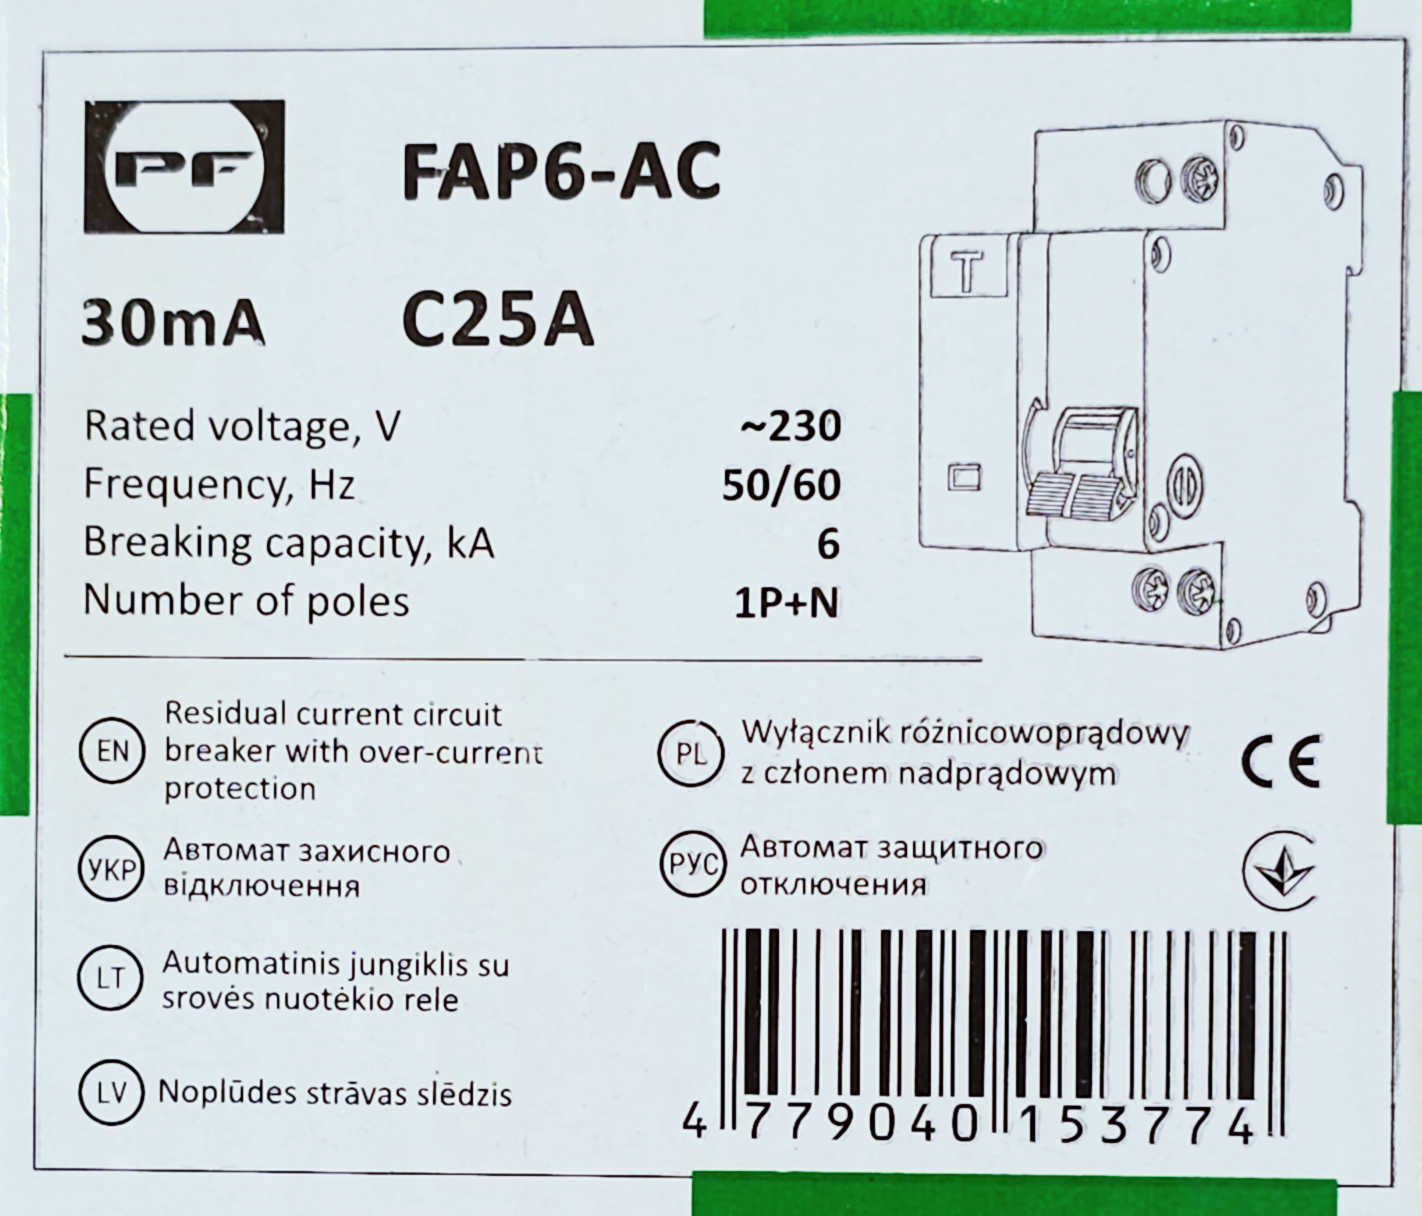 PF
FAP6-AC
30mA C25A
Rated voltage, V ~230
Frequency, Hz 50/60
Breaking capacity, kA 6
Number of poles 1P+N
T
EN Residual current circuit
breaker with over-current
protection
PL Wyłącznik różnicowoprądowy
z członem nadprądowym
CE
УКР Автомат захисного
відключення
РУС Автомат защитного
отключения
LT Automatinis jungiklis su
srovės nuotėkio rele
LV Noplūdes strāvas slēdzis
4 779040 153774